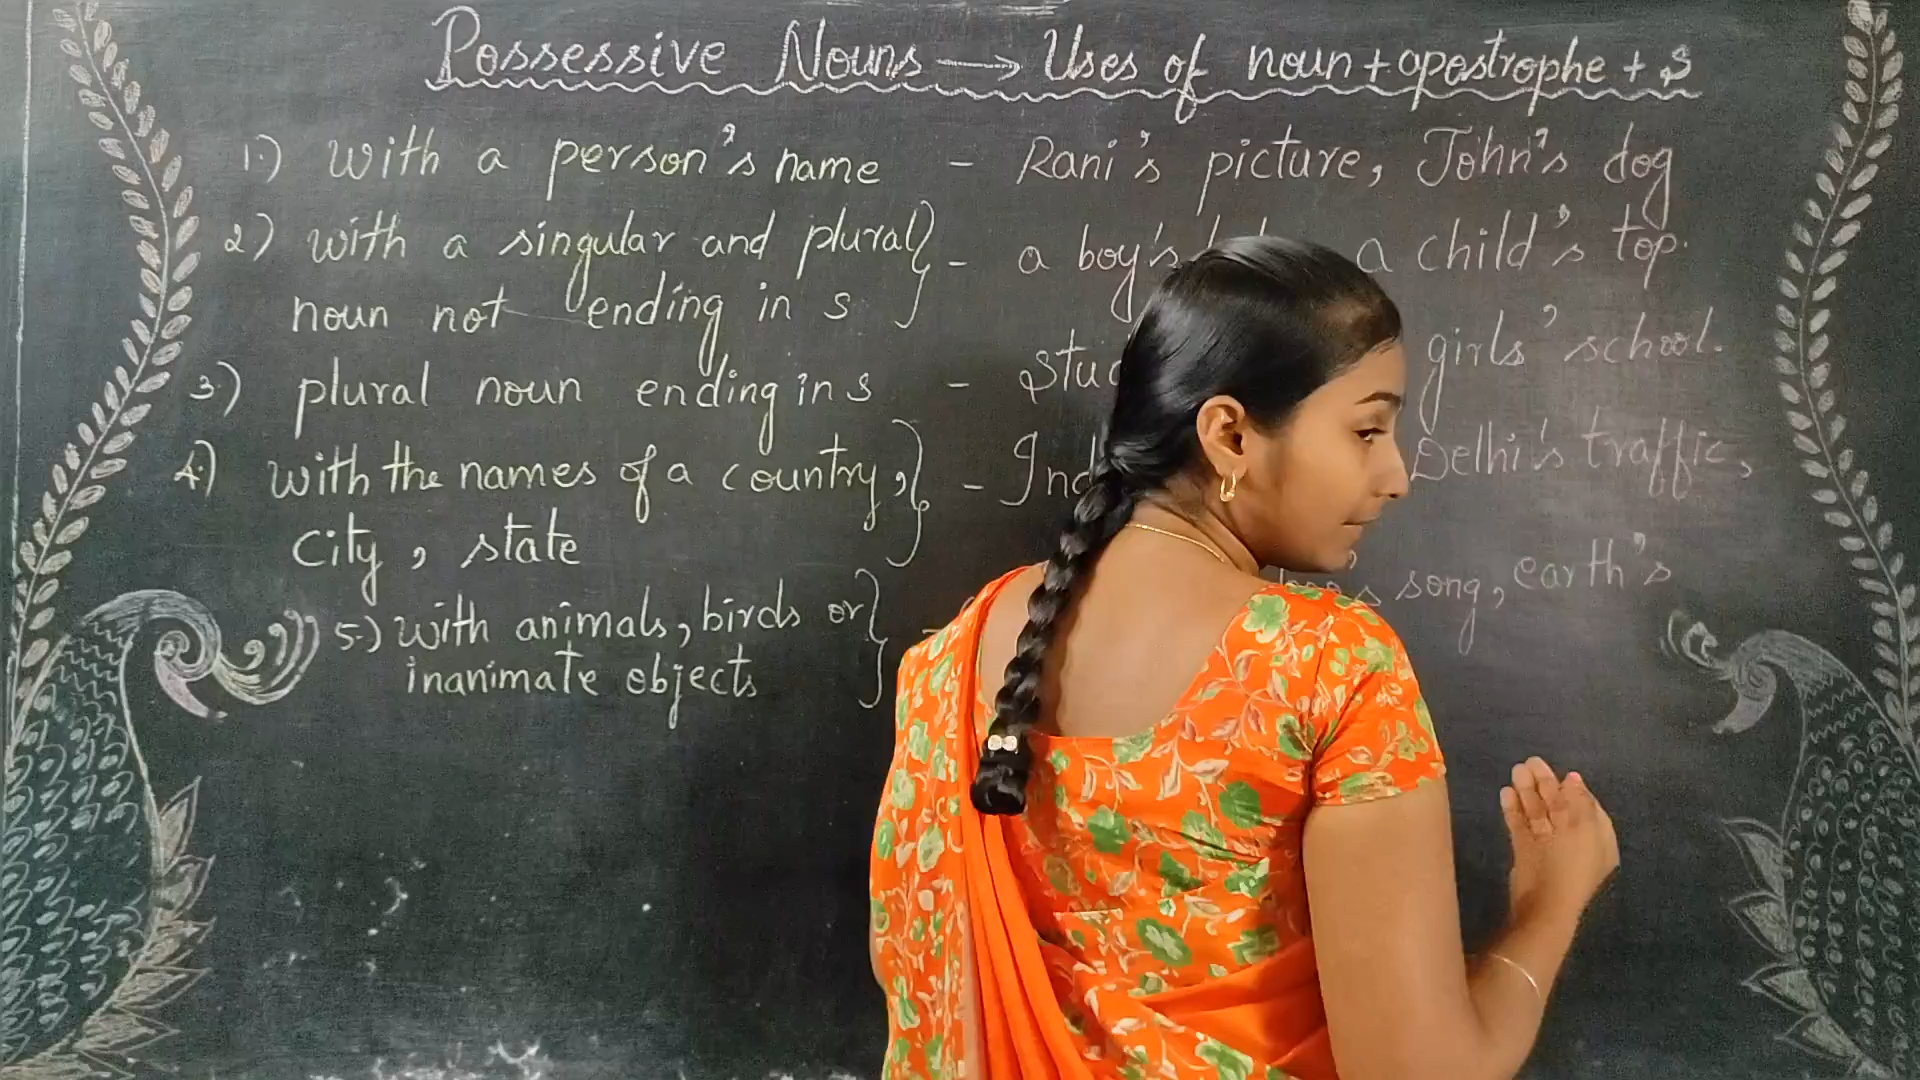 Possessive Nouns → Uses of noun + apostrophe + s
1.) with a person's name - Rani's picture, John's dog
2) with a singular and plural } - a boy's a child's top.
noun not ending in s
3.) plural noun ending in s - girls' school.
4.) with the names of a country, } - Delhi's traffic,
city, state
song, earth's
5.) with animals, birds or } -
inanimate objects